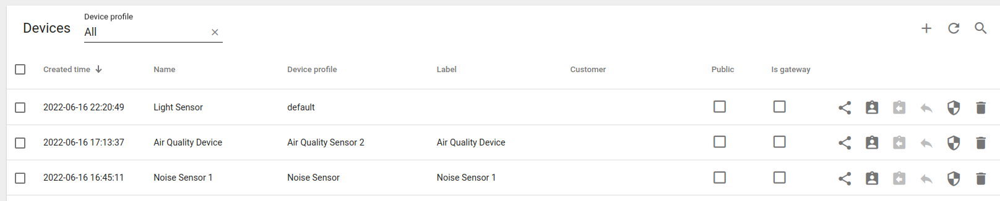 Device profile
Devices All
Created time Name Device profile Label Customer Public Is gateway
2022-06-16 22:20:49 Light Sensor default
2022-06-16 17:13:37 Air Quality Device Air Quality Sensor 2 Air Quality Device
2022-06-16 16:45:11 Noise Sensor 1 Noise Sensor Noise Sensor 1